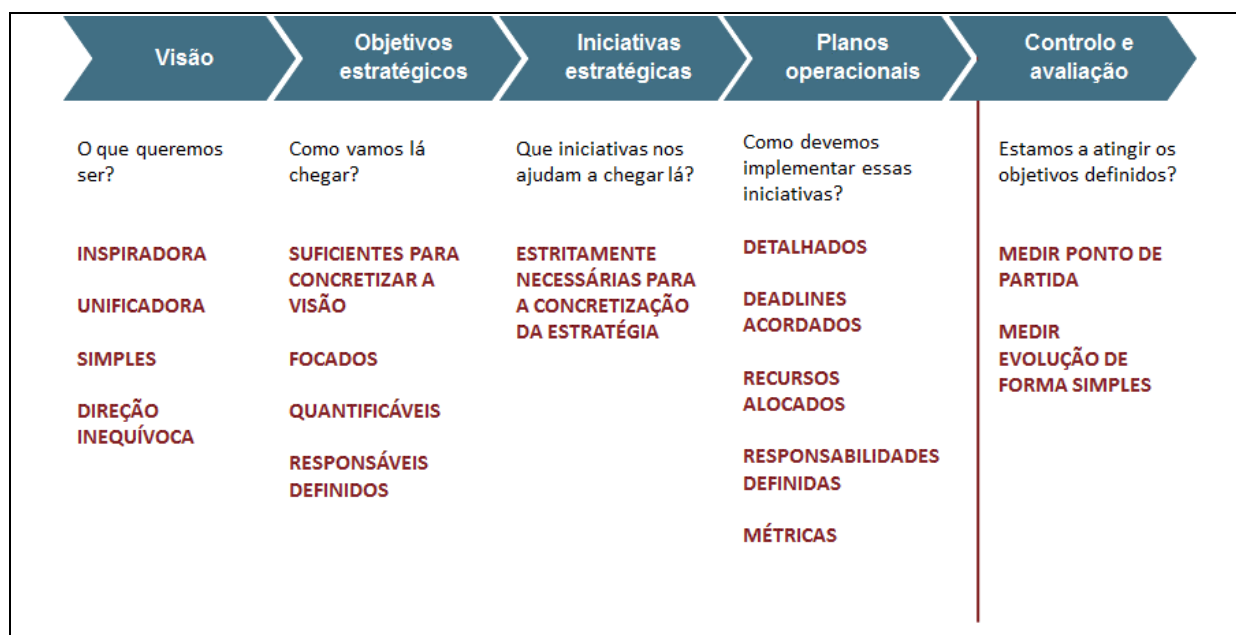 Visão
Objetivos
estratégicos
Iniciativas
estratégicas
Planos
operacionais
Controlo e
avaliação
O que queremos
ser?
Como vamos lá
chegar?
Que iniciativas nos
ajudam a chegar lá?
Como devemos
implementar essas
iniciativas?
Estamos a atingir os
objetivos definidos?
INSPIRADORA
UNIFICADORA
SIMPLES
DIREÇÃO
INEQUÍVOCA
SUFICIENTES PARA
CONCRETIZAR A
VISÃO
FOCADOS
QUANTIFICÁVEIS
RESPONSÁVEIS
DEFINIDOS
ESTRITAMENTE
NECESSÁRIAS PARA
A CONCRETIZAÇÃO
DA ESTRATÉGIA
DETALHADOS
DEADLINES
ACORDADOS
RECURSOS
ALOCADOS
RESPONSABILIDADES
DEFINIDAS
MÉTRICAS
MEDIR PONTO DE
PARTIDA
MEDIR
EVOLUÇÃO DE
FORMA SIMPLES